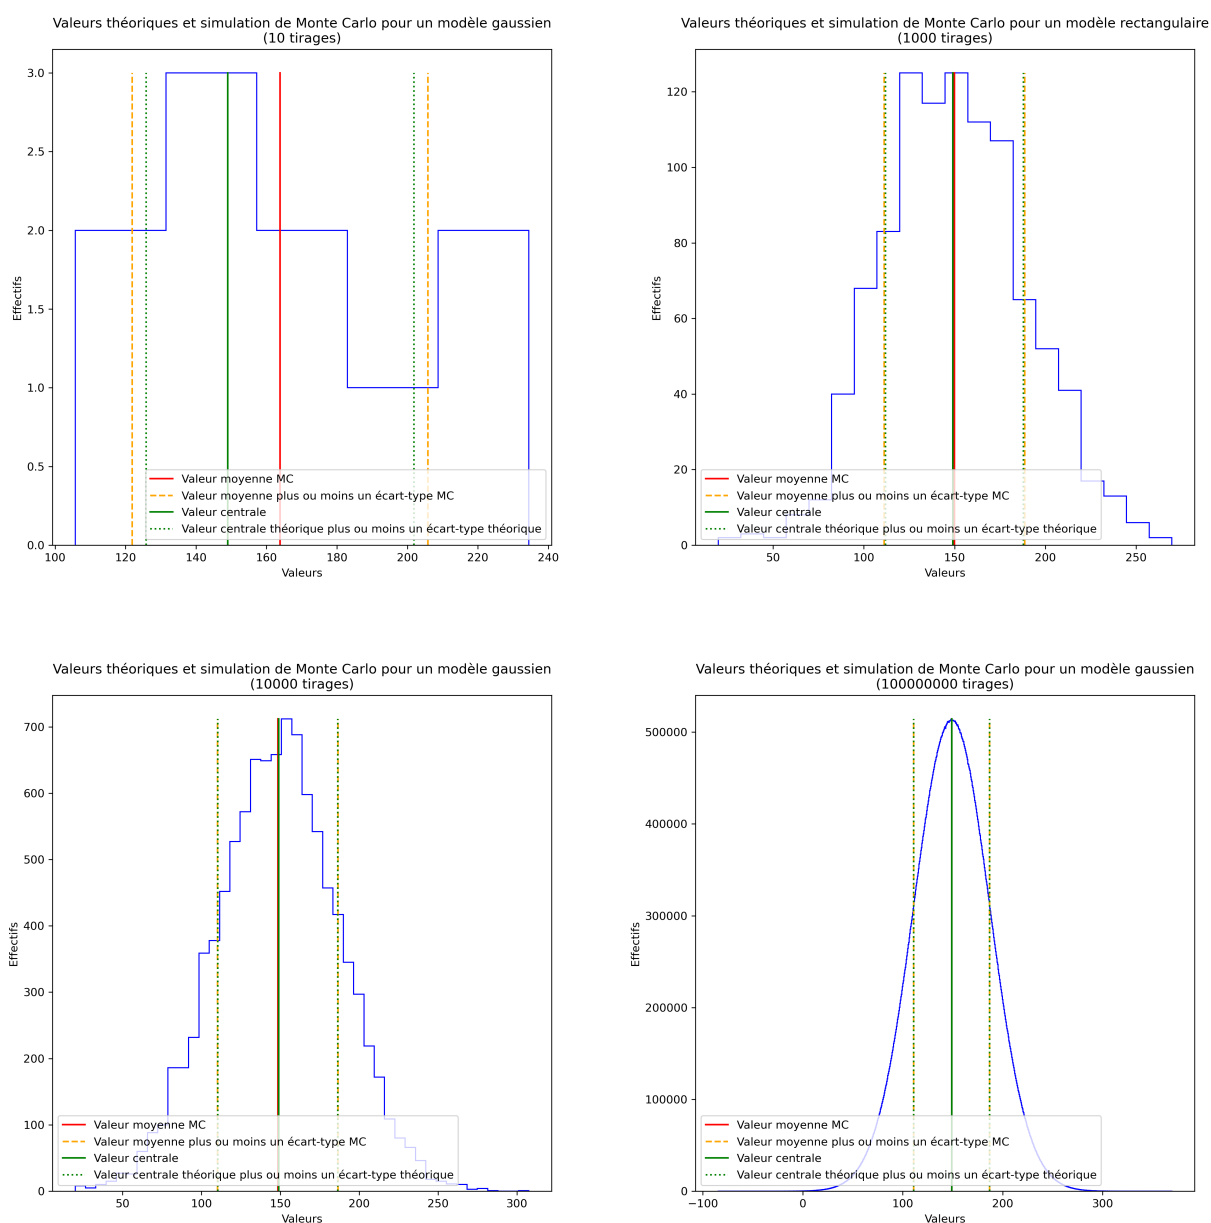 Valeurs théoriques et simulation de Monte Carlo pour un modèle gaussien
(10 tirages)
3.0
2.5
2.0
1.5
1.0
0.5
0.0
Effectifs
Valeur moyenne MC
Valeur moyenne plus ou moins un écart-type MC
Valeur centrale
Valeur centrale théorique plus ou moins un écart-type théorique
100 120 140 160 180 200 220 240
Valeurs
Valeurs théoriques et simulation de Monte Carlo pour un modèle rectangulaire
(1000 tirages)
120
100
80
60
40
20
0
Effectifs
Valeur moyenne MC
Valeur moyenne plus ou moins un écart-type MC
Valeur centrale
Valeur centrale théorique plus ou moins un écart-type théorique
50 100 150 200 250
Valeurs
Valeurs théoriques et simulation de Monte Carlo pour un modèle gaussien
(10000 tirages)
700
600
500
400
300
200
100
0
Effectifs
Valeur moyenne MC
Valeur moyenne plus ou moins un écart-type MC
Valeur centrale
Valeur centrale théorique plus ou moins un écart-type théorique
50 100 150 200 250 300
Valeurs
Valeurs théoriques et simulation de Monte Carlo pour un modèle gaussien
(100000000 tirages)
500000
400000
300000
200000
100000
0
Effectifs
Valeur moyenne MC
Valeur moyenne plus ou moins un écart-type MC
Valeur centrale
Valeur centrale théorique plus ou moins un écart-type théorique
−100 0 100 200 300
Valeurs